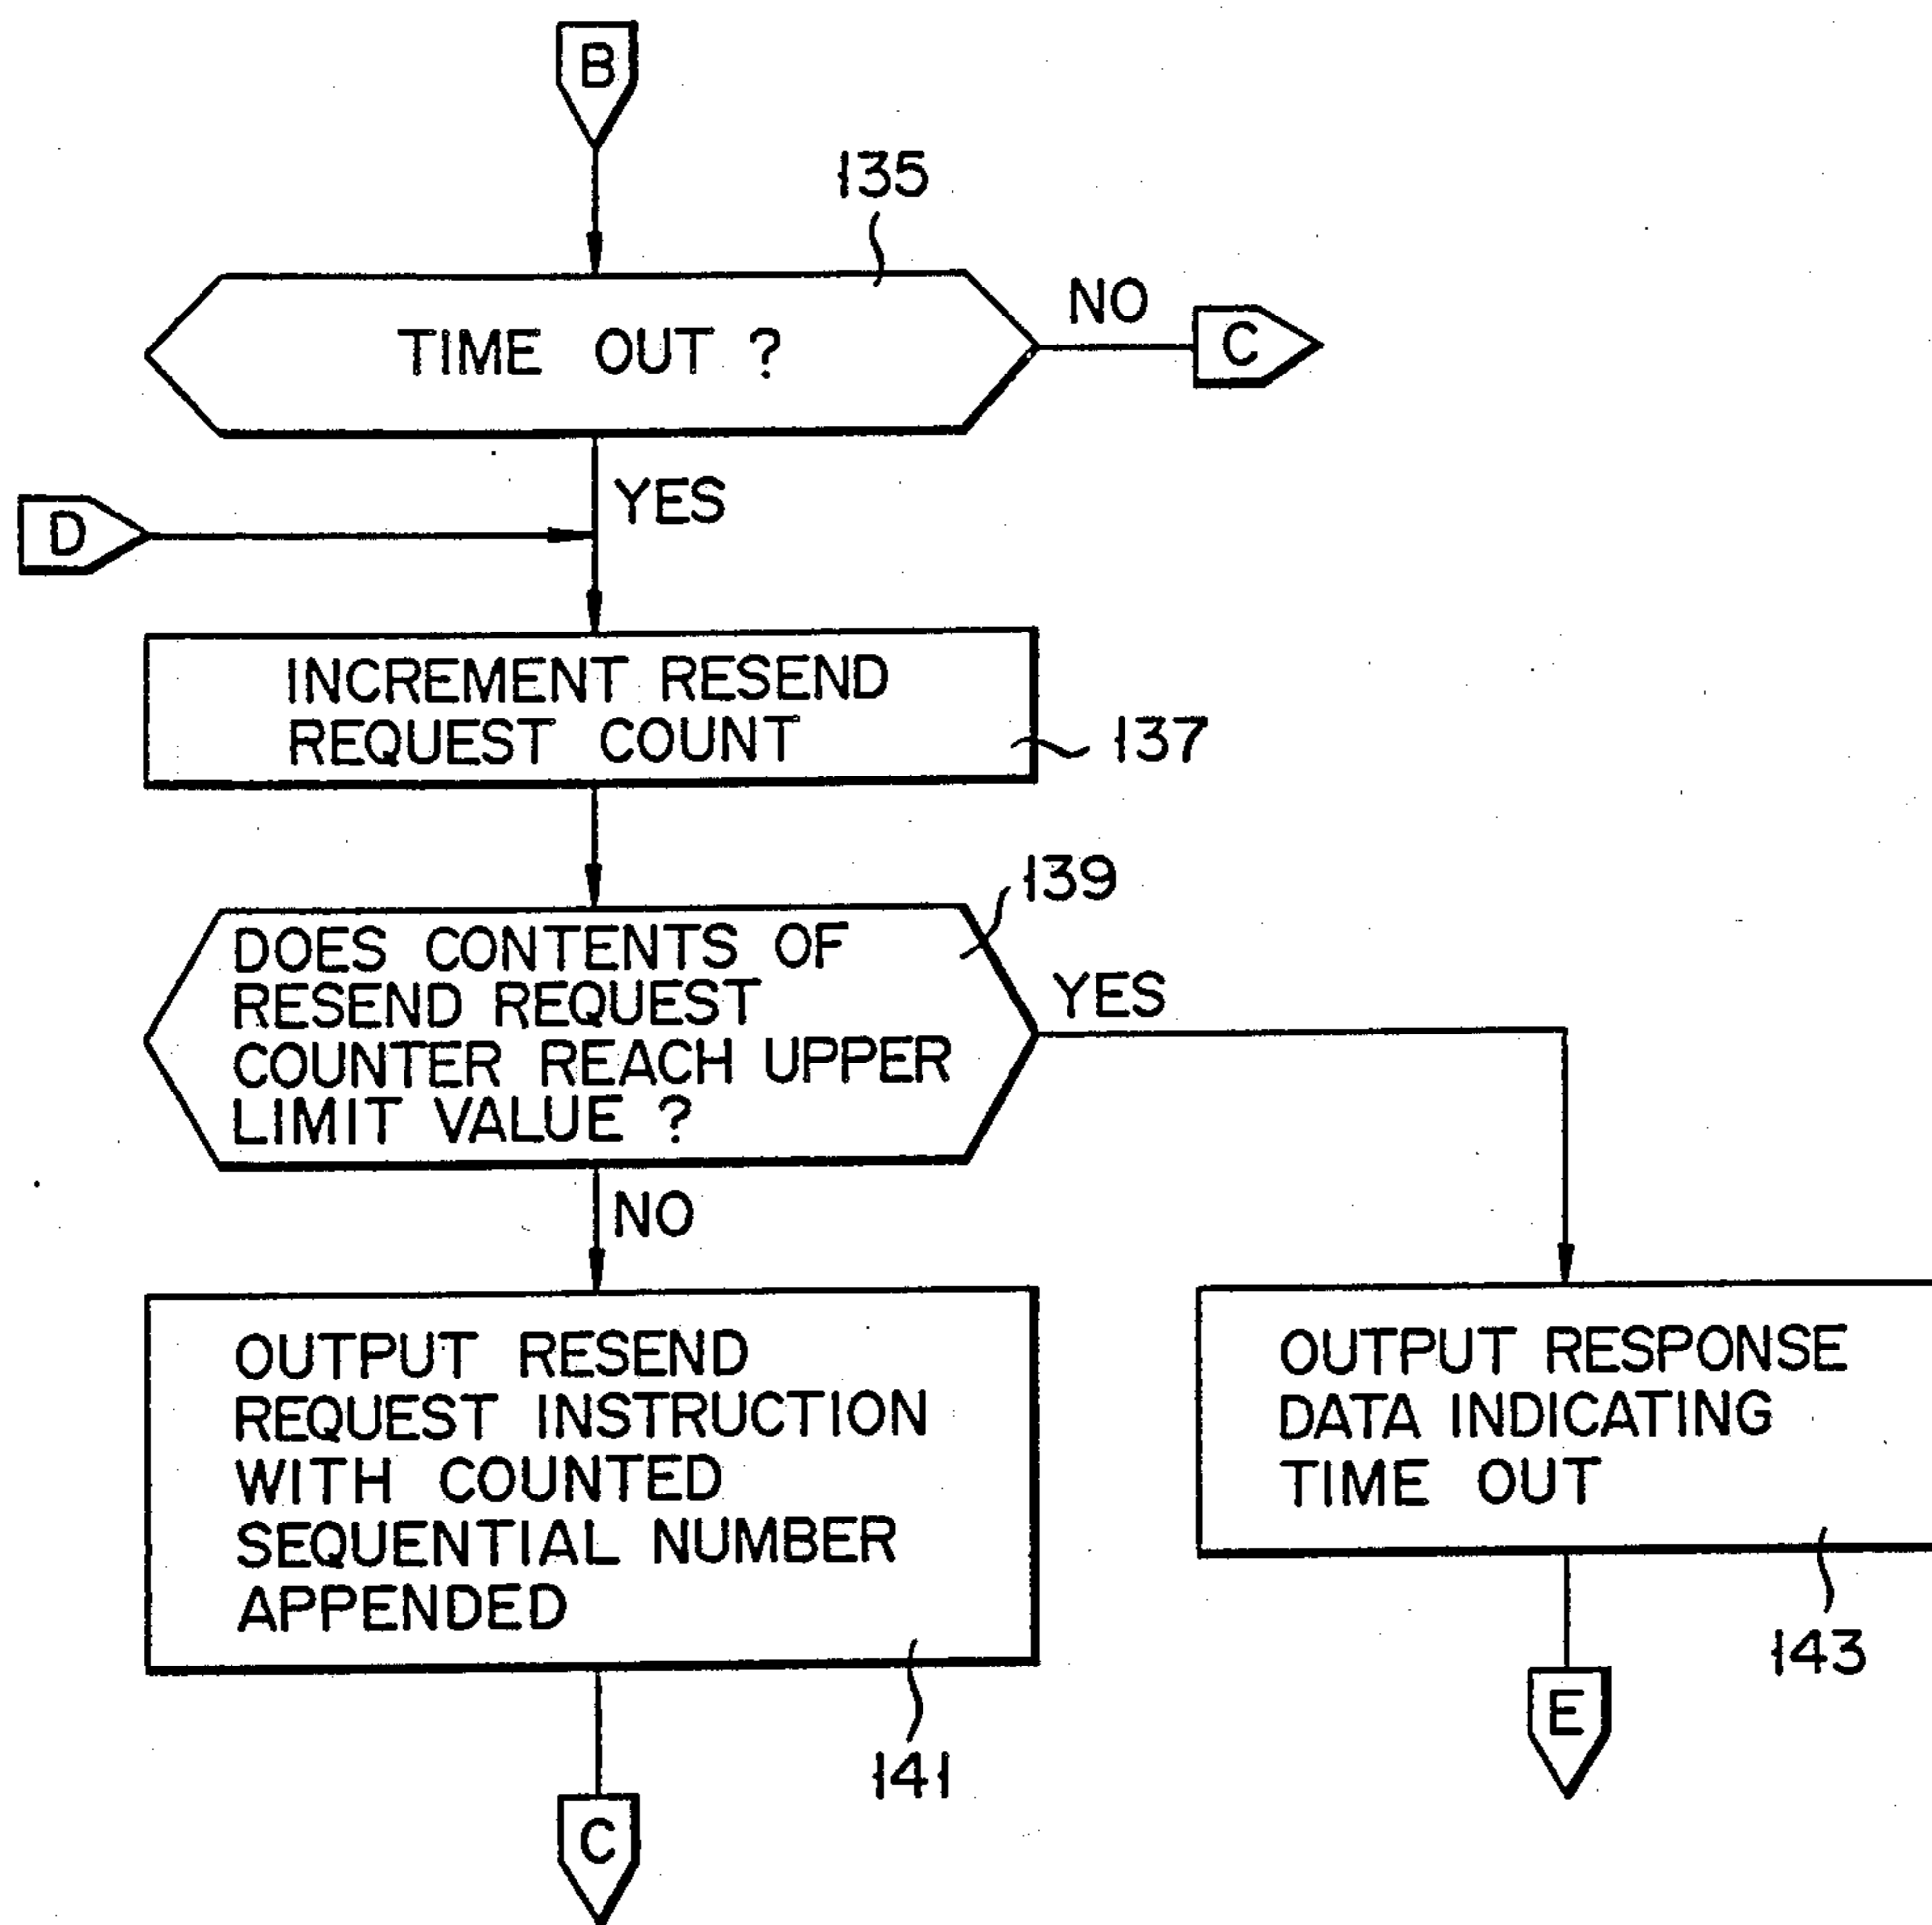 B
135
TIME OUT ?
NO
C
YES
D
INCREMENT RESEND
REQUEST COUNT
137
139
DOES CONTENTS OF
RESEND REQUEST
COUNTER REACH UPPER
LIMIT VALUE ?
YES
NO
OUTPUT RESEND
REQUEST INSTRUCTION
WITH COUNTED
SEQUENTIAL NUMBER
APPENDED
141
C
OUTPUT RESPONSE
DATA INDICATING
TIME OUT
143
E